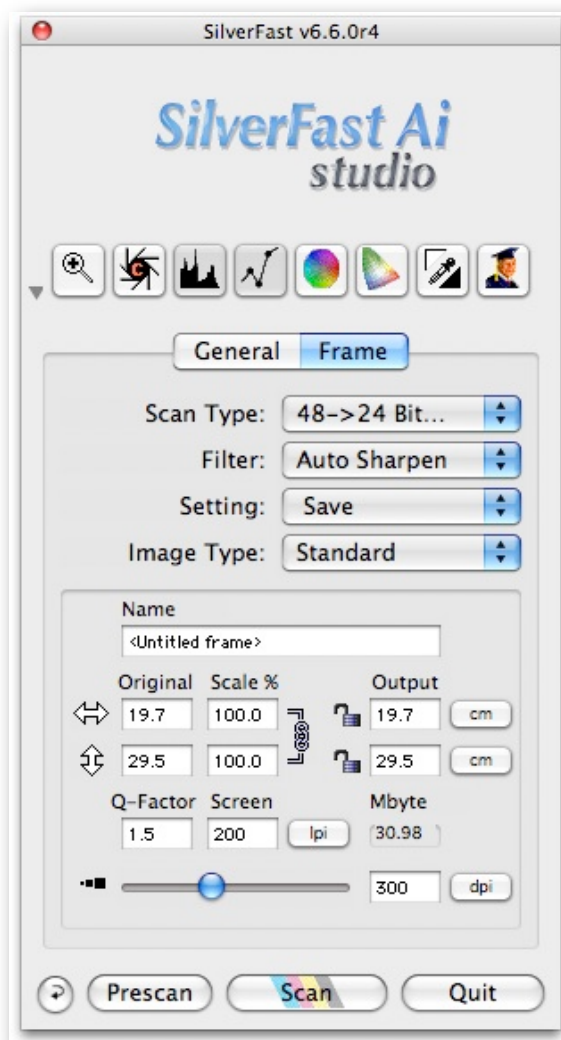 SilverFast v6.6.0r4
SilverFast Ai
studio
C
General Frame
Scan Type: 48->24 Bit...
Filter: Auto Sharpen
Setting: Save
Image Type: Standard
Name
<Untitled frame>
Original Scale % Output
19.7 100.0 19.7 cm
29.5 100.0 29.5 cm
Q-Factor Screen Mbyte
1.5 200 lpi 30.98
300 dpi
Prescan Scan Quit